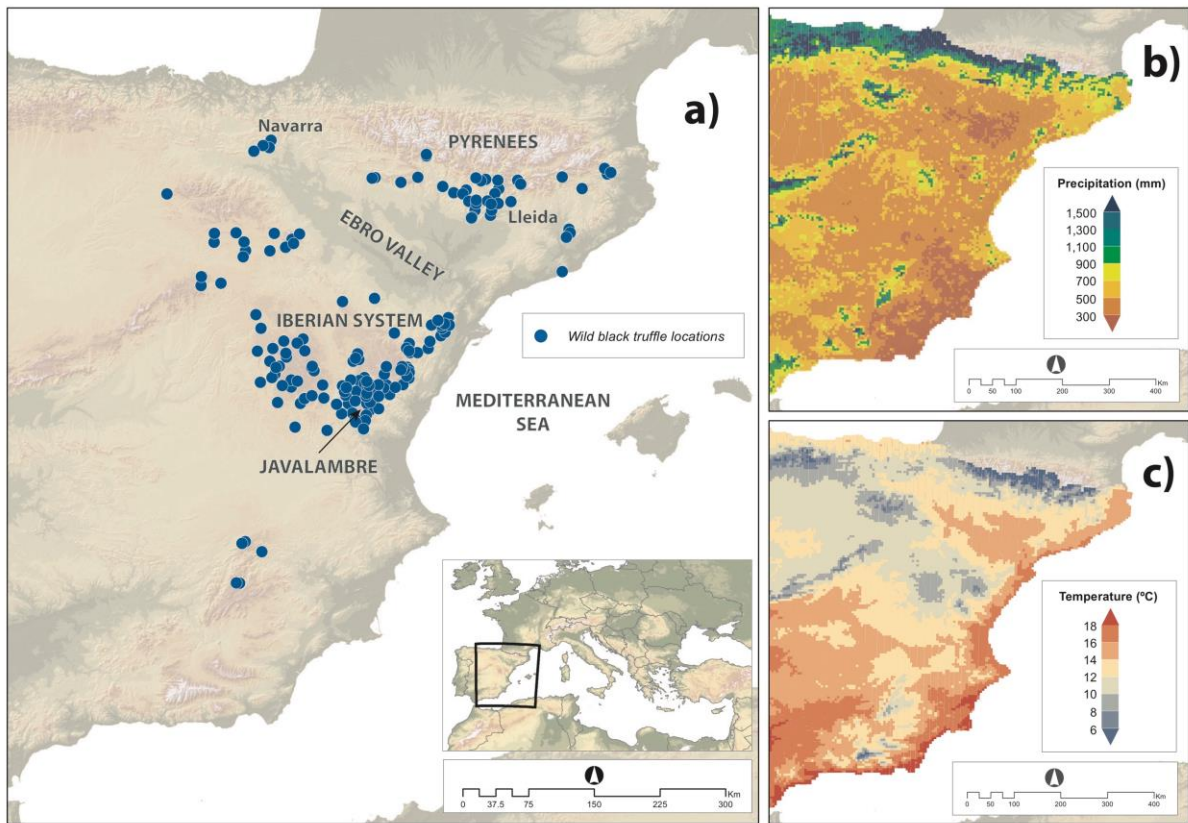 a)
Navarra
PYRENEES
Lleida
EBRO VALLEY
IBERIAN SYSTEM
Wild black truffle locations
MEDITERRANEAN
SEA
JAVALAMBRE
Km
0 37.5 75 150 225 300
b)
Precipitation (mm)
1,500
1,300
1,100
900
700
500
300
Km
0 25 50 100 200 300 400
c)
Temperature (ºC)
18
16
14
12
10
8
6
Km
0 25 50 100 200 300 400